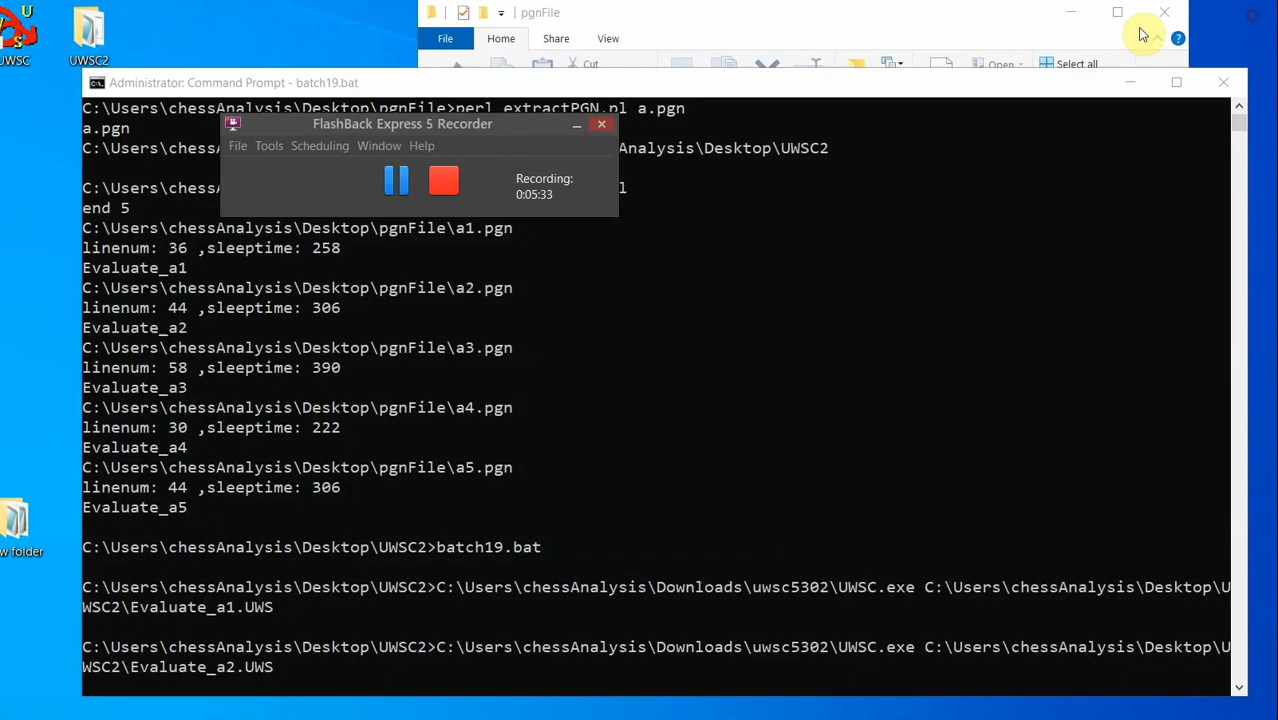 U
S
UWSC
UWSC2
pgnFile
File
Home
Share
View
?
Cut
Open
Select all
Administrator: Command Prompt - batch19.bat
C:\Users\chessAnalysis\Desktop\pgnFile>perl extractPGN.pl a.pgn
a.pgn
C:\Users\ch
Analysis\Desktop\UWSC2
C:\Users\ch
l
end 5
FlashBack Express 5 Recorder
File Tools Scheduling Window Help
Recording:
0:05:33
C:\Users\chessAnalysis\Desktop\pgnFile\a1.pgn
linenum: 36 ,sleeptime: 258
Evaluate_a1
C:\Users\chessAnalysis\Desktop\pgnFile\a2.pgn
linenum: 44 ,sleeptime: 306
Evaluate_a2
C:\Users\chessAnalysis\Desktop\pgnFile\a3.pgn
linenum: 58 ,sleeptime: 390
Evaluate_a3
C:\Users\chessAnalysis\Desktop\pgnFile\a4.pgn
linenum: 30 ,sleeptime: 222
Evaluate_a4
C:\Users\chessAnalysis\Desktop\pgnFile\a5.pgn
linenum: 44 ,sleeptime: 306
Evaluate_a5
C:\Users\chessAnalysis\Desktop\UWSC2>batch19.bat
C:\Users\chessAnalysis\Desktop\UWSC2>C:\Users\chessAnalysis\Downloads\uwsc5302\UWSC.exe C:\Users\chessAnalysis\Desktop\U
WSC2\Evaluate_a1.UWS
C:\Users\chessAnalysis\Desktop\UWSC2>C:\Users\chessAnalysis\Downloads\uwsc5302\UWSC.exe C:\Users\chessAnalysis\Desktop\U
WSC2\Evaluate_a2.UWS
w folder